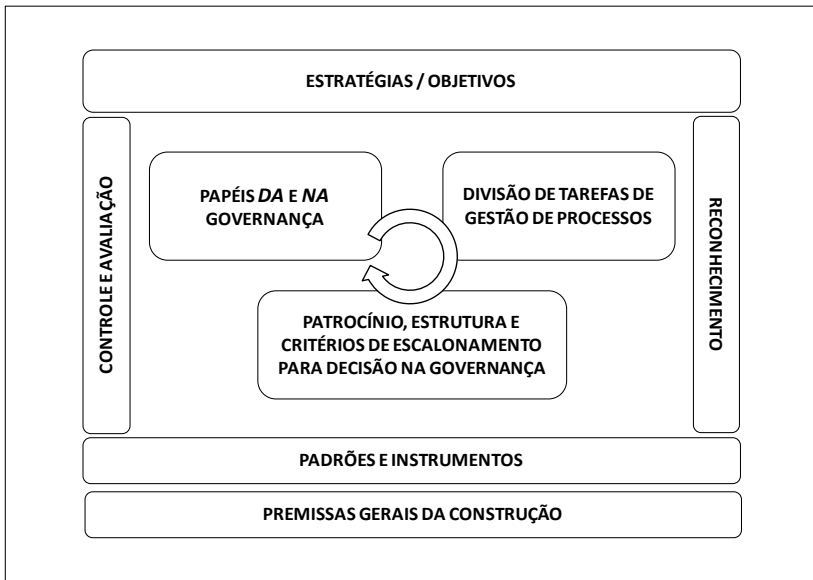 ESTRATÉGIAS / OBJETIVOS
CONTROLE E AVALIAÇÃO
PAPÉIS DA E NA
GOVERNANÇA
DIVISÃO DE TAREFAS DE
GESTÃO DE PROCESSOS
PATROCÍNIO, ESTRUTURA E
CRITÉRIOS DE ESCALONAMENTO
PARA DECISÃO NA GOVERNANÇA
RECONHECIMENTO
PADRÕES E INSTRUMENTOS
PREMISSAS GERAIS DA CONSTRUÇÃO